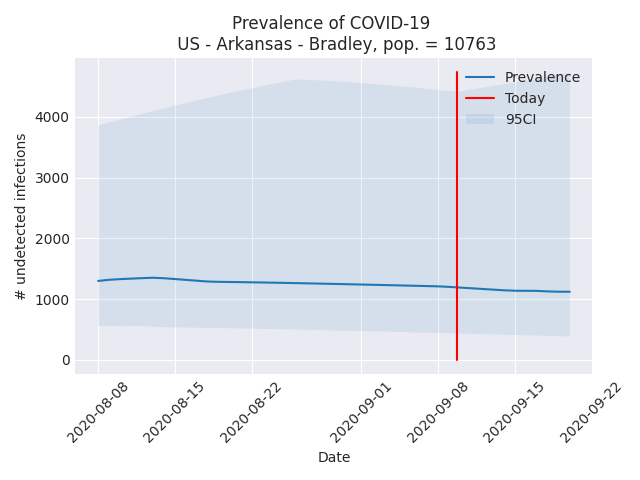 Prevalence of COVID-19
US - Arkansas - Bradley, pop. = 10763
Prevalence
Today
95CI
# undetected infections
4000
3000
2000
1000
0
2020-08-08
2020-08-15
2020-08-22
2020-09-01
2020-09-08
2020-09-15
2020-09-22
Date